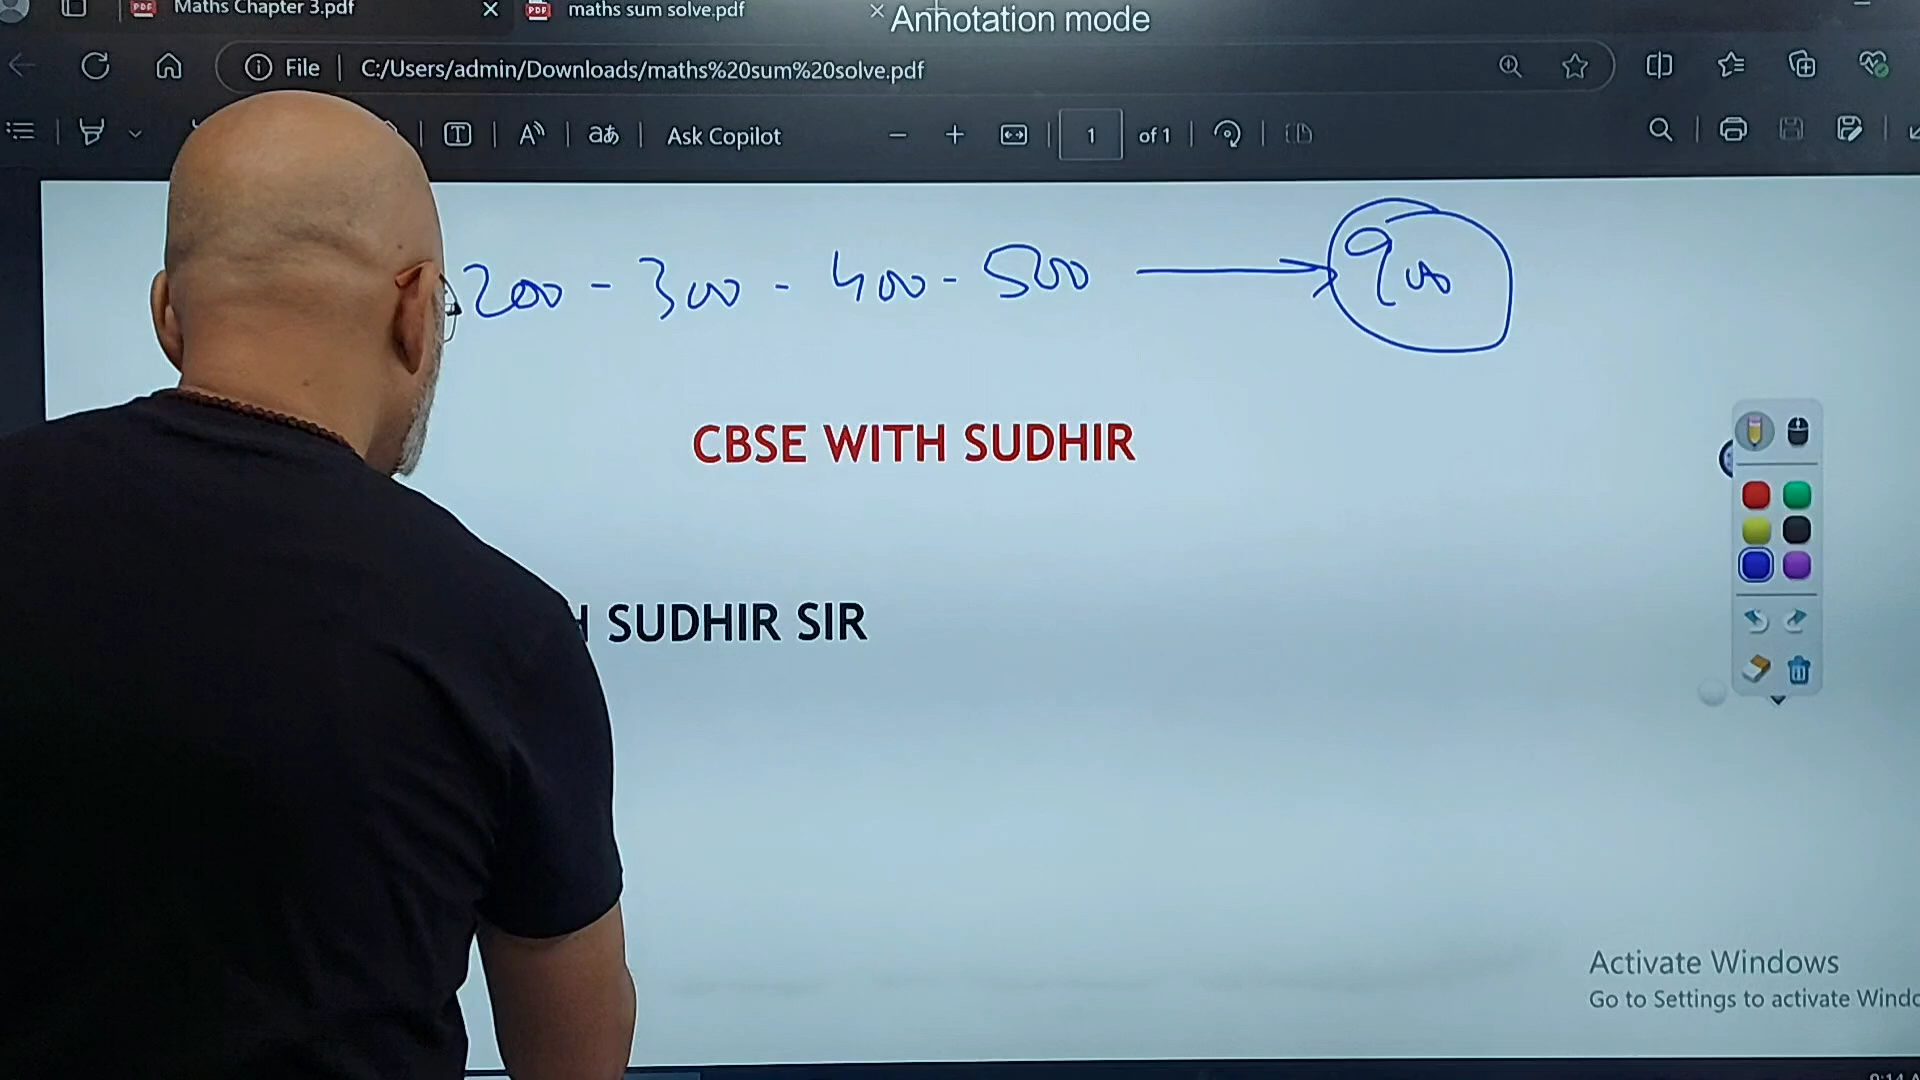 Maths Chapter 3.pdf
maths sum solve.pdf
Annotation mode
File
C:/Users/admin/Downloads/maths%20sum%20solve.pdf
Ask Copilot
1
of 1
200 - 300 - 400 - 500 → 900
CBSE WITH SUDHIR
SUDHIR SIR
Activate Windows
Go to Settings to activate Windo